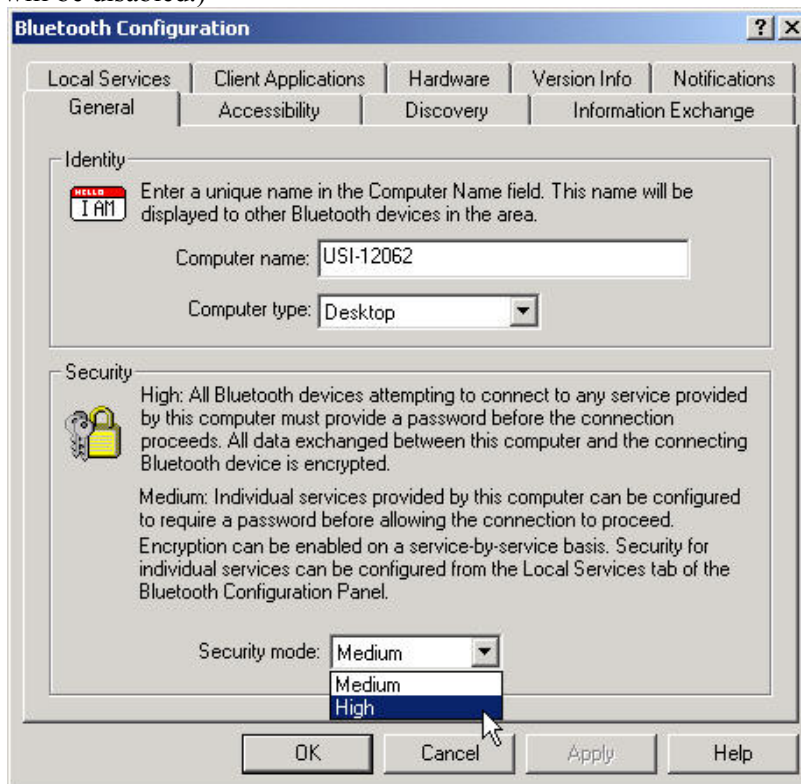 will be disabled.)
Bluetooth Configuration
Local Services Client Applications Hardware Version Info Notifications
General Accessibility Discovery Information Exchange
Identity
HELLO
I AM
Enter a unique name in the Computer Name field. This name will be
displayed to other Bluetooth devices in the area.
Computer name: USI-12062
Computer type: Desktop
Security
High: All Bluetooth devices attempting to connect to any service provided
by this computer must provide a password before the connection
proceeds. All data exchanged between this computer and the connecting
Bluetooth device is encrypted.
Medium: Individual services provided by this computer can be configured
to require a password before allowing the connection to proceed.
Encryption can be enabled on a service-by-service basis. Security for
individual services can be configured from the Local Services tab of the
Bluetooth Configuration Panel.
Security mode: Medium
Medium
High
OK Cancel Apply Help